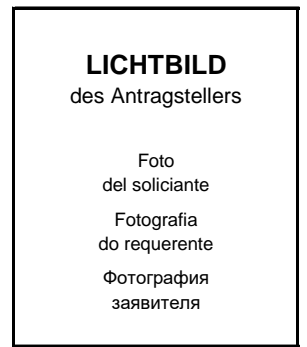 LICHTBILD
des Antragstellers
Foto
del soliciante
Fotografia
do requerente
Фотография
заявителя